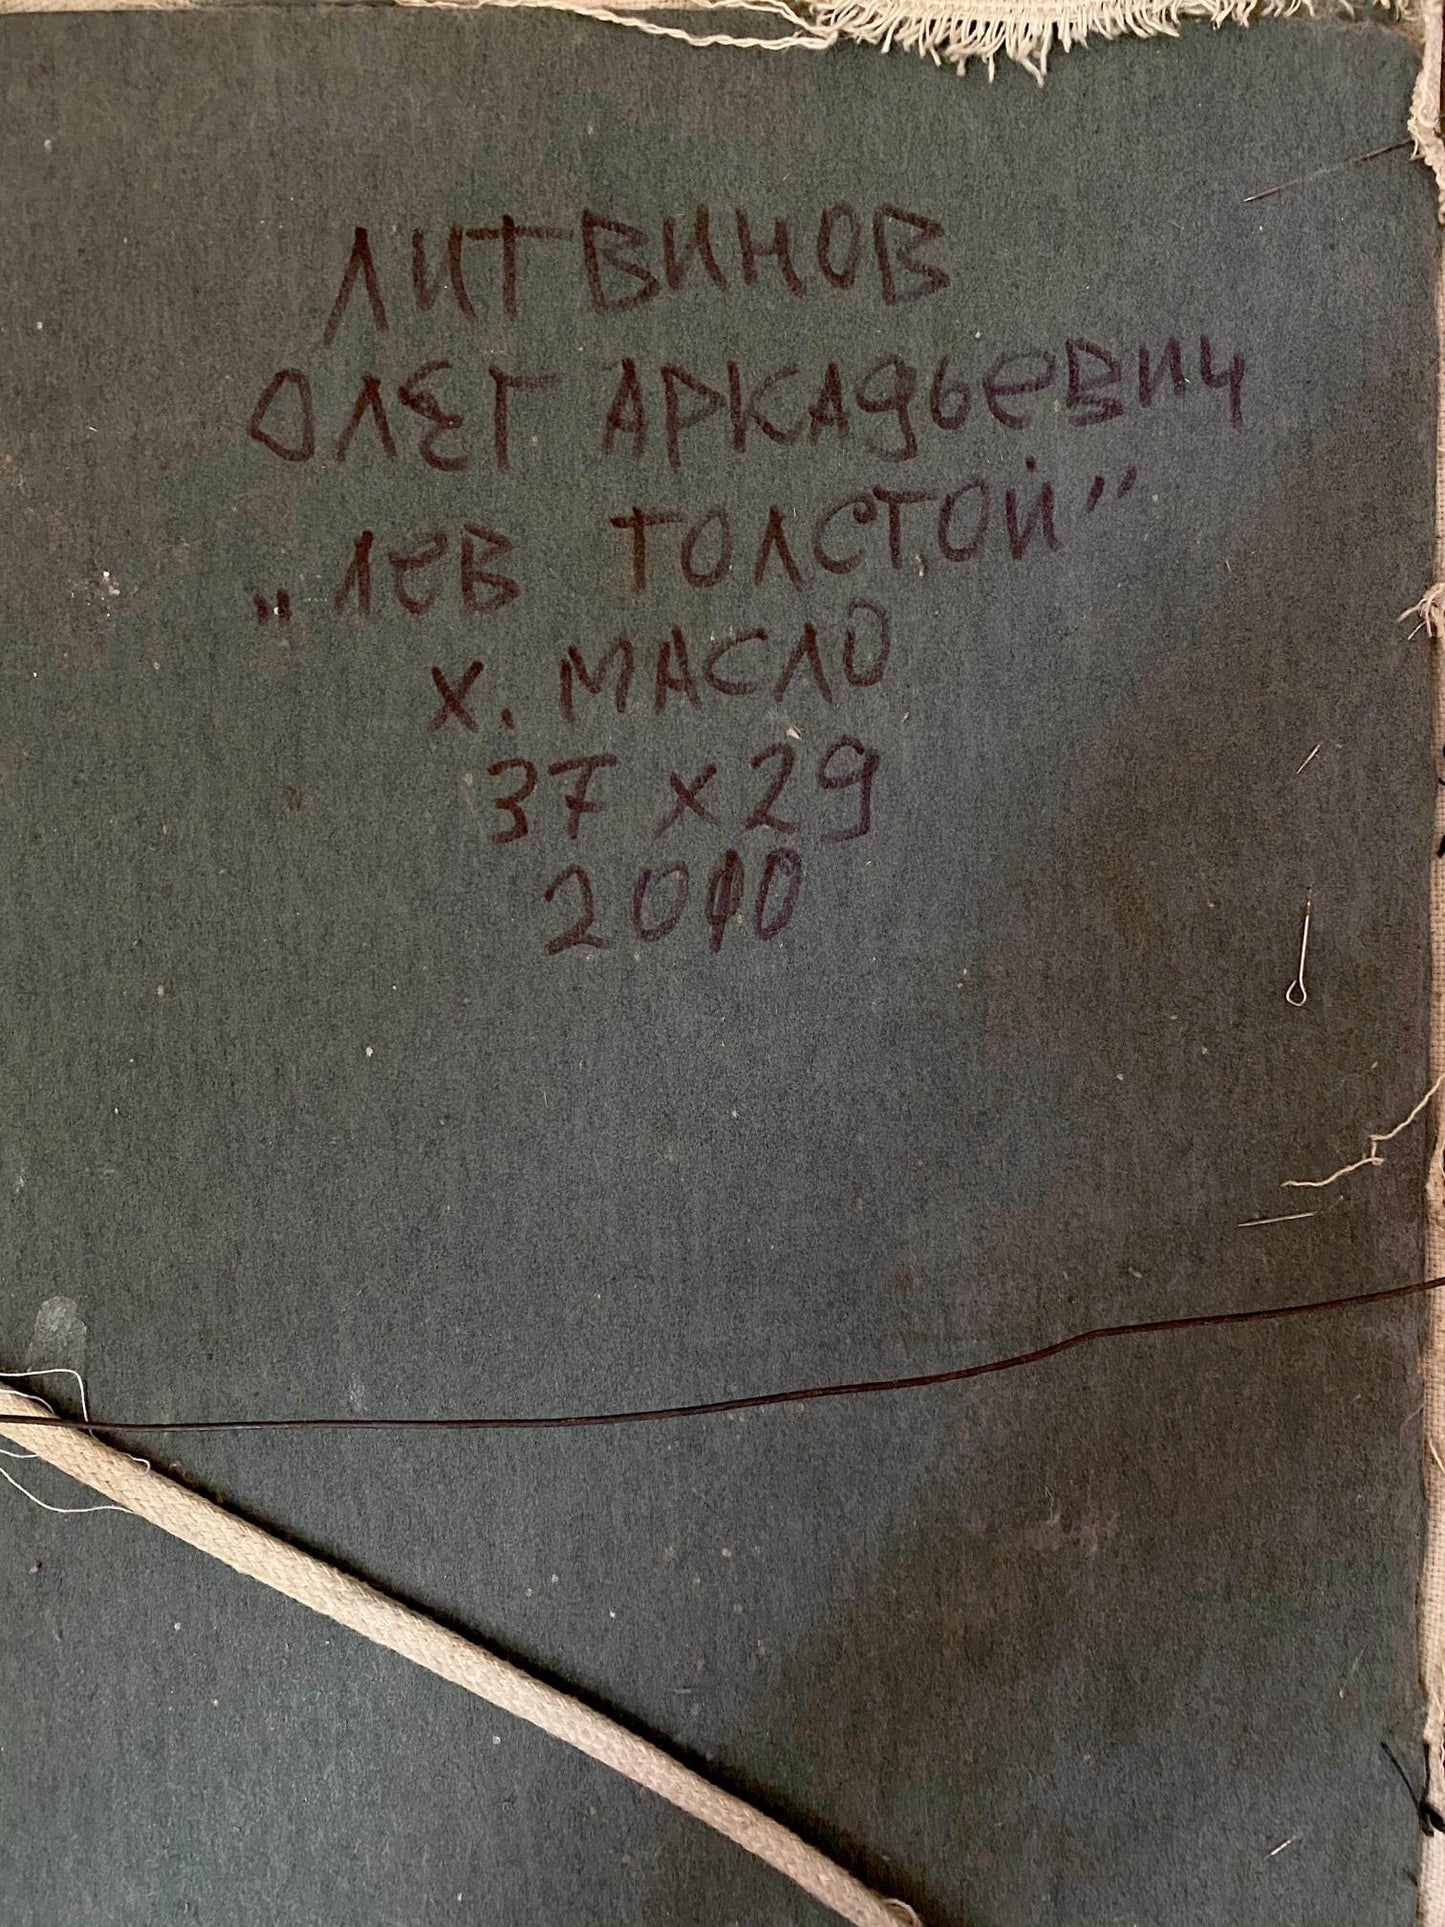 ЛИТВИНОВ
ОЛЕГ АРКАДЬЕВИЧ
„ЛЕВ ТОЛСТОЙ"
Х. МАСЛО
37 х 29
2010